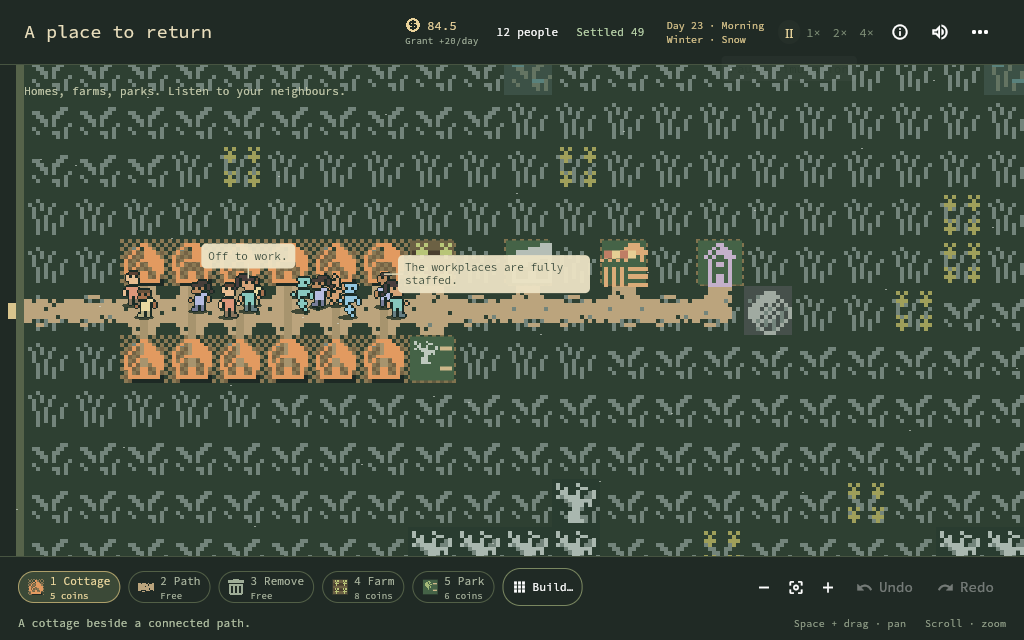 A place to return
84.5
Grant +20/day
12 people
Settled 49
Day 23 · Morning
Winter · Snow
1× 2× 4×
Homes, farms, parks. Listen to your neighbours.
Off to work.
The workplaces are fully
staffed.
1 Cottage
5 coins
2 Path
Free
3 Remove
Free
4 Farm
8 coins
5 Park
6 coins
Build…
Undo
Redo
A cottage beside a connected path.
Space + drag · pan
Scroll · zoom